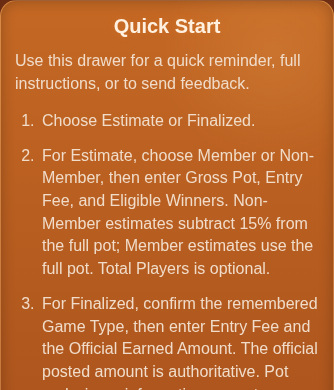 Quick Start
Use this drawer for a quick reminder, full
instructions, or to send feedback.
1. Choose Estimate or Finalized.
2. For Estimate, choose Member or Non-
Member, then enter Gross Pot, Entry
Fee, and Eligible Winners. Non-
Member estimates subtract 15% from
the full pot; Member estimates use the
full pot. Total Players is optional.
3. For Finalized, confirm the remembered
Game Type, then enter Entry Fee and
the Official Earned Amount. The official
posted amount is authoritative. Pot